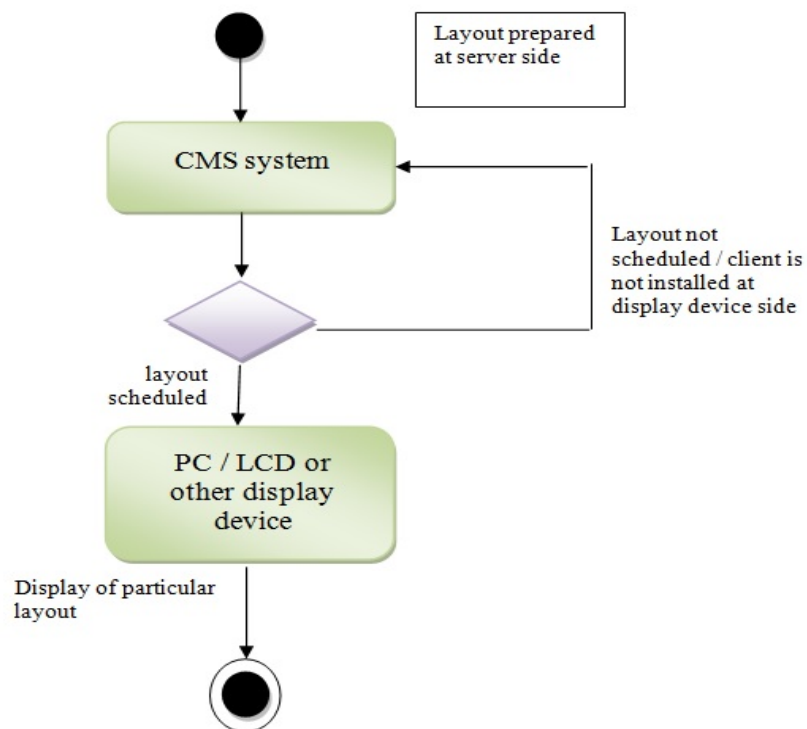 Layout prepared
at server side
CMS system
Layout not
scheduled / client is
not installed at
display device side
layout
scheduled
PC / LCD or
other display
device
Display of particular
layout